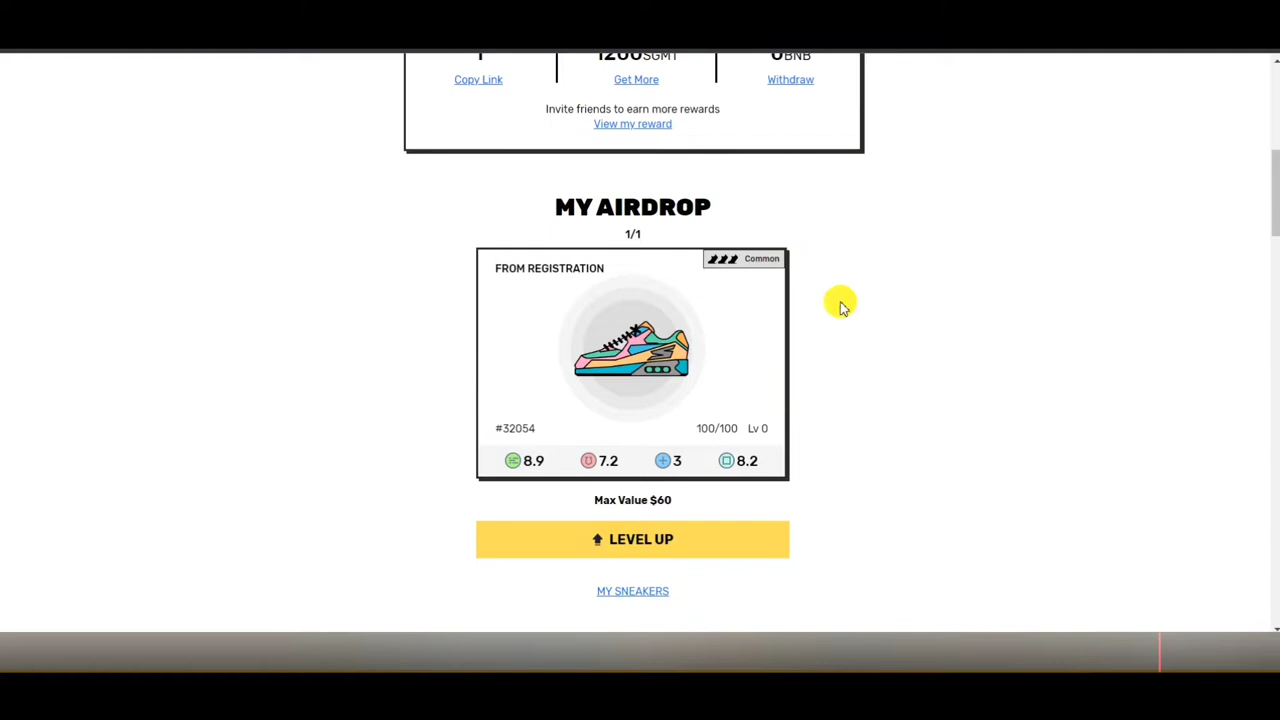 1200SGMT
BNB
Copy Link
Get More
Withdraw
Invite friends to earn more rewards
View my reward
MY AIRDROP
1/1
FROM REGISTRATION
Common
#32054
100/100
Lv 0
8.9
7.2
3
8.2
Max Value $60
LEVEL UP
MY SNEAKERS